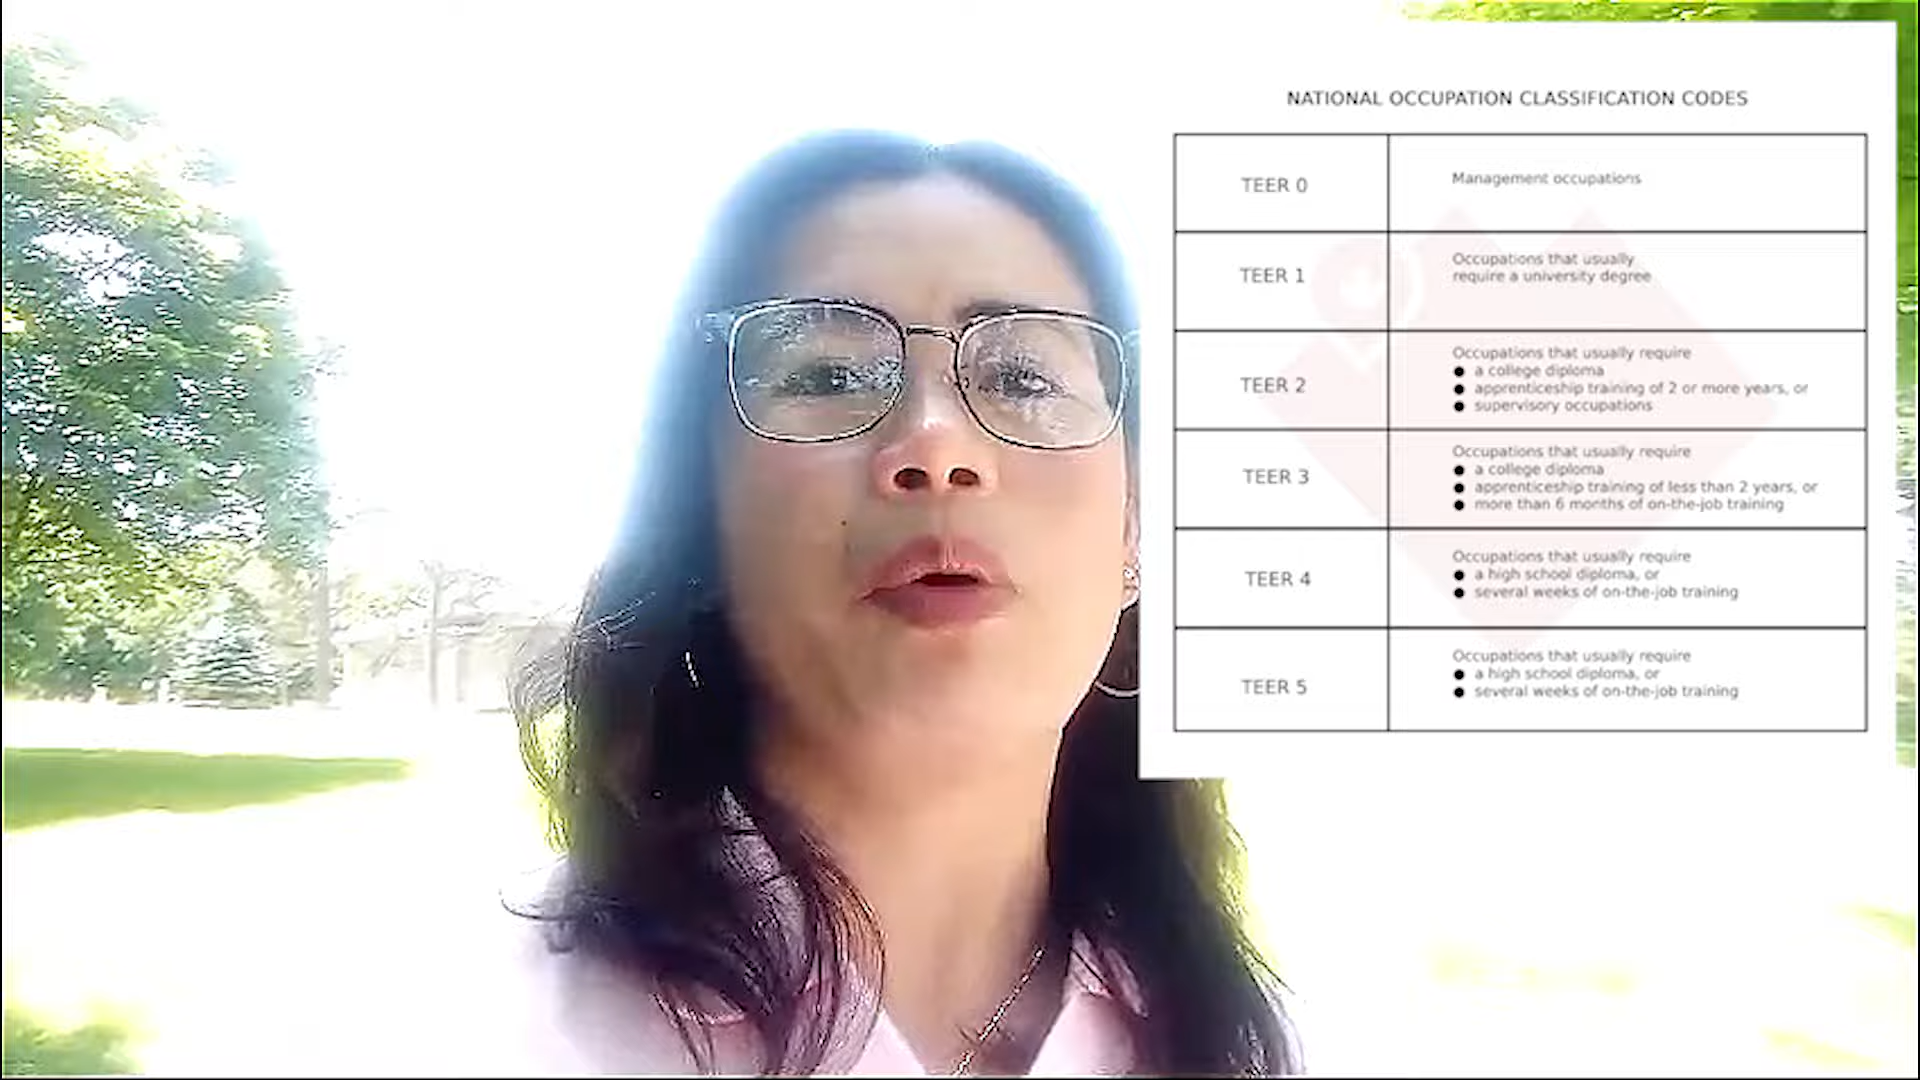 NATIONAL OCCUPATION CLASSIFICATION CODES
TEER 0
Management occupations
TEER 1
Occupations that usually
require a university degree
TEER 2
Occupations that usually require
● a college diploma
● apprenticeship training of 2 or more years, or
● supervisory occupations
TEER 3
Occupations that usually require
● a college diploma
● apprenticeship training of less than 2 years, or
● more than 6 months of on-the-job training
TEER 4
Occupations that usually require
● a high school diploma, or
● several weeks of on-the-job training
TEER 5
Occupations that usually require
● a high school diploma, or
● several weeks of on-the-job training